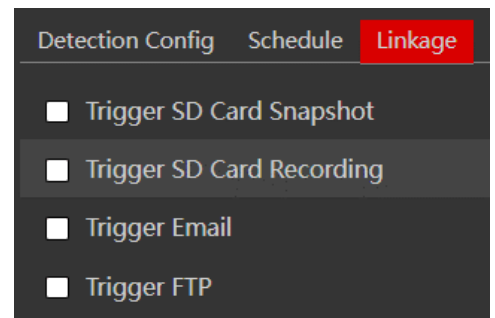 Detection Config Schedule Linkage
Trigger SD Card Snapshot
Trigger SD Card Recording
Trigger Email
Trigger FTP